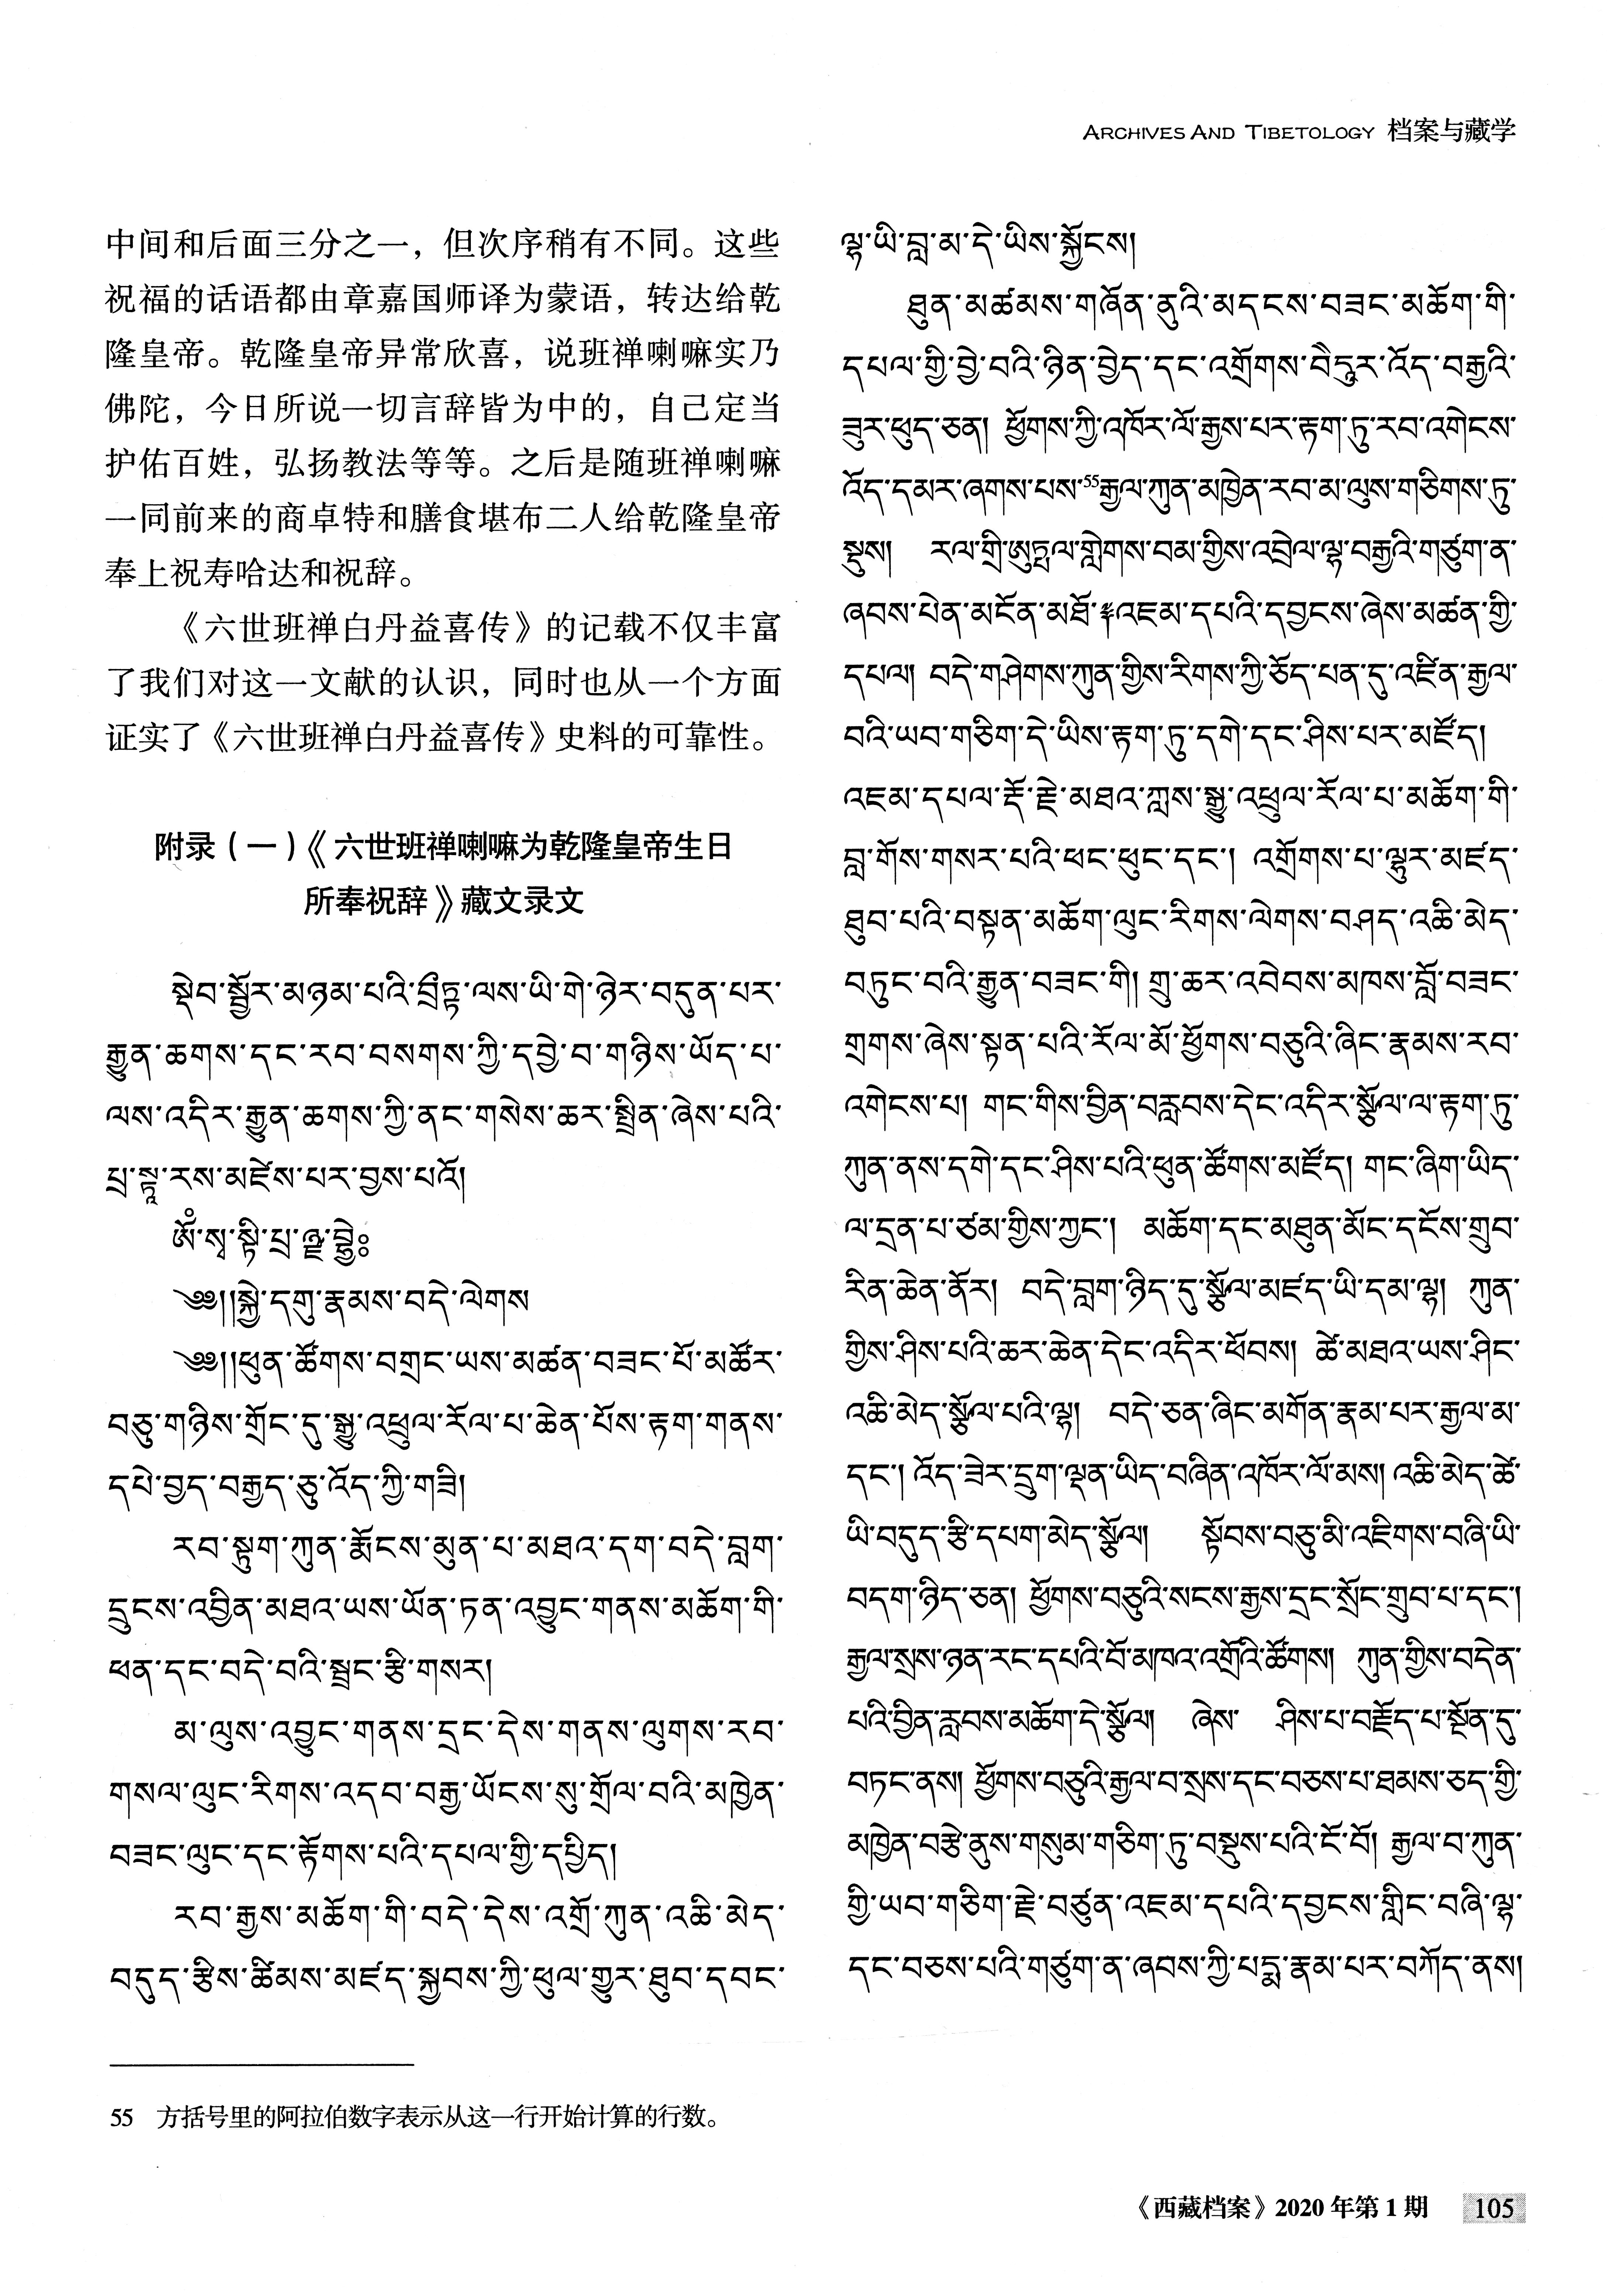 ARCHIVES AND TIBETOLOGY 档案与藏学
中间和后面三分之一，但次序稍有不同。这些
祝福的话语都由章嘉国师译为蒙语，转达给乾
隆皇帝。乾隆皇帝异常欣喜，说班禅喇嘛实乃
佛陀，今日所说一切言辞皆为中的，自己定当
护佑百姓，弘扬教法等等。之后是随班禅喇嘛
一同前来的商卓特和膳食堪布二人给乾隆皇帝
奉上祝寿哈达和祝辞。
《六世班禅白丹益喜传》的记载不仅丰富
了我们对这一文献的认识，同时也从一个方面
证实了《六世班禅白丹益喜传》史料的可靠性。
附录（一）《六世班禅喇嘛为乾隆皇帝生日
所奉祝辞》藏文录文
སྡེབ་སྦྱོར་མཉམ་པའི་བྲྀཏྟ་ལས་ཡི་གེ་ཉེར་བདུན་པར་
རྒྱུན་ཆགས་དང་རབ་བསགས་ཀྱི་དབྱེ་བ་གཉིས་ཡོད་པ་
ལས་འདིར་རྒྱུན་ཆགས་ཀྱི་ནང་གསེས་ཆར་སྤྲིན་ཞེས་པའི་
པྲ་སྟཱ་རས་མཛེས་པར་བྱས་པའོ།
ཨོཾ་སྭ་སྟི་པྲ་ཛྙཱ་བྷྱཿ
༄༅།།སྐྱེ་དགུ་རྣམས་བདེ་ལེགས
༄༅།།ཕུན་ཚོགས་བགྲང་ཡས་མཚན་བཟང་པོ་མཚོར་
བཅུ་གཉིས་གྲོང་དུ་སྒྱུ་འཕྲུལ་རོལ་པ་ཆེན་པོས་རྟག་གནས་
དཔེ་བྱད་བརྒྱད་ཅུ་འོད་ཀྱི་གཟི།
རབ་སྟུག་ཀུན་རྨོངས་མུན་པ་མཐའ་དག་བདེ་བླག་
དྲུངས་འབྱིན་མཐའ་ཡས་ཡོན་ཏན་འབྱུང་གནས་མཆོག་གི་
ཕན་དང་བདེ་བའི་སྦྲང་རྩི་གསར།
མ་ལུས་འབྱུང་གནས་དྲང་དེས་གནས་ལུགས་རབ་
གསལ་ལུང་རིགས་འདབ་བརྒྱ་ཡོངས་སུ་གྲོལ་བའི་མཁྱེན་
བཟང་ལུང་དང་རྟོགས་པའི་དཔལ་གྱི་དཔྱིད།
རབ་རྒྱས་མཆོག་གི་བདེ་དེས་འགྲོ་ཀུན་འཆི་མེད་
བདུད་རྩིས་ཚིམས་མཛད་སྐྱབས་ཀྱི་ཕུལ་གྱུར་ཐུབ་དབང་
55 方括号里的阿拉伯数字表示从这一行开始计算的行数。
ལྷ་ཡི་བླ་མ་དེ་ཡིས་སྐྱོངས།
ཐུན་མཚམས་གཞོན་ནུའི་མདངས་བཟང་མཆོག་གི་
དཔལ་གྱི་བྱེ་བའི་ཉིན་བྱེད་དང་འགྲོགས་བཻཌཱུར་འོད་བརྒྱའི་
ཟུར་ཕུད་ཅན། ཕྱོགས་ཀྱི་འཁོར་ལོ་རྒྱས་པར་རྟག་ཏུ་རབ་འགེངས་
འོད་དམར་ཞགས་པས་55རྒྱལ་ཀུན་མཁྱེན་རབ་མ་ལུས་གཅིགས་ཏུ་
སྡུས། རལ་གྲི་ཨུཏྤལ་གླེགས་བམ་གྱིས་འབྲེལ་ལྷ་བརྒྱའི་གཙུག་ན་
ཞབས་པེན་མངོན་མཐོ་༈འཇམ་དཔའི་དབྱངས་ཞེས་མཚན་གྱི་
དཔལ། བདེ་གཤེགས་ཀུན་གྱིས་རིགས་ཀྱི་ཅོད་པན་དུ་འཛིན་རྒྱལ་
བའི་ཡབ་གཅིག་དེ་ཡིས་རྟག་ཏུ་དགེ་དང་ཤིས་པར་མཛོད།
འཇམ་དཔལ་རྡོ་རྗེ་མཐའ་ཀླས་སྒྱུ་འཕྲུལ་རོལ་པ་མཆོག་གི་
བླ་གོས་གསར་པའི་ཕང་ཕུང་དང་། འགྲོགས་པ་ལྷུར་མཛད་
ཐུབ་པའི་བསྟན་མཆོག་ལུང་རིགས་ལེགས་བཤད་འཆི་མེད་
བཏུང་བའི་རྒྱུན་བཟང་གི། གྲུ་ཆར་འབེབས་མཁས་བློ་བཟང་
གྲགས་ཞེས་སྙན་པའི་རོལ་མོ་ཕྱོགས་བཅུའི་ཞིང་རྣམས་རབ་
འགེངས་པ། གང་གིས་བྱིན་བརླབས་དེང་འདིར་སྩོལ་ལ་རྟག་ཏུ་
ཀུན་ནས་དགེ་དང་ཤིས་པའི་ཕུན་ཚོགས་མཛོད། གང་ཞིག་ཡིད་
ལ་དྲན་པ་ཙམ་གྱིས་ཀྱང་། མཆོག་དང་མཐུན་མོང་དངོས་གྲུབ་
རིན་ཆེན་ནོར། བདེ་བླག་ཉིད་དུ་སྩོལ་མཛད་ཡི་དམ་ལྷ། ཀུན་
གྱིས་ཤིས་པའི་ཆར་ཆེན་དེང་འདིར་ཕོབས། ཚེ་མཐའ་ཡས་ཤིང་
འཆི་མེད་སྩོལ་པའི་ལྷ། བདེ་ཅན་ཞིང་མགོན་རྣམ་པར་རྒྱལ་མ་
དང་། འོད་ཟེར་དྲུག་ལྡན་ཡིད་བཞིན་འཁོར་ལོ་མས། འཆི་མེད་ཚེ་
ཡི་བདུད་རྩི་དཔག་མེད་སྩོལ། སྟོབས་བཅུ་མི་འཇིགས་བཞི་ཡི་
བདག་ཉིད་ཅན། ཕྱོགས་བཅུའི་སངས་རྒྱས་དྲང་སྲོང་གྲུབ་པ་དང་།
རྒྱལ་སྲས་ཉན་རང་དཔའི་བོ་མཁའ་འགྲོའི་ཚོགས། ཀུན་གྱིས་བདེན་
པའི་བྱིན་རླབས་མཆོག་དེ་སྩོལ། ཞེས་ ཤིས་པ་བརྗོད་པ་སྔོན་དུ་
བཏང་ནས། ཕྱོགས་བཅུའི་རྒྱལ་བ་སྲས་དང་བཅས་པ་ཐམས་ཅད་ཀྱི་
མཁྱེན་བརྩེ་ནུས་གསུམ་གཅིག་ཏུ་བསྡུས་པའི་ངོ་བོ། རྒྱལ་བ་ཀུན་
གྱི་ཡབ་གཅིག་རྗེ་བཙུན་འཇམ་དཔའི་དབྱངས་གླིང་བཞི་ལྷ་
དང་བཅས་པའི་གཙུག་ན་ཞབས་ཀྱི་པདྨ་རྣམ་པར་བཀོད་ནས།
《西藏档案》2020年第1期 105